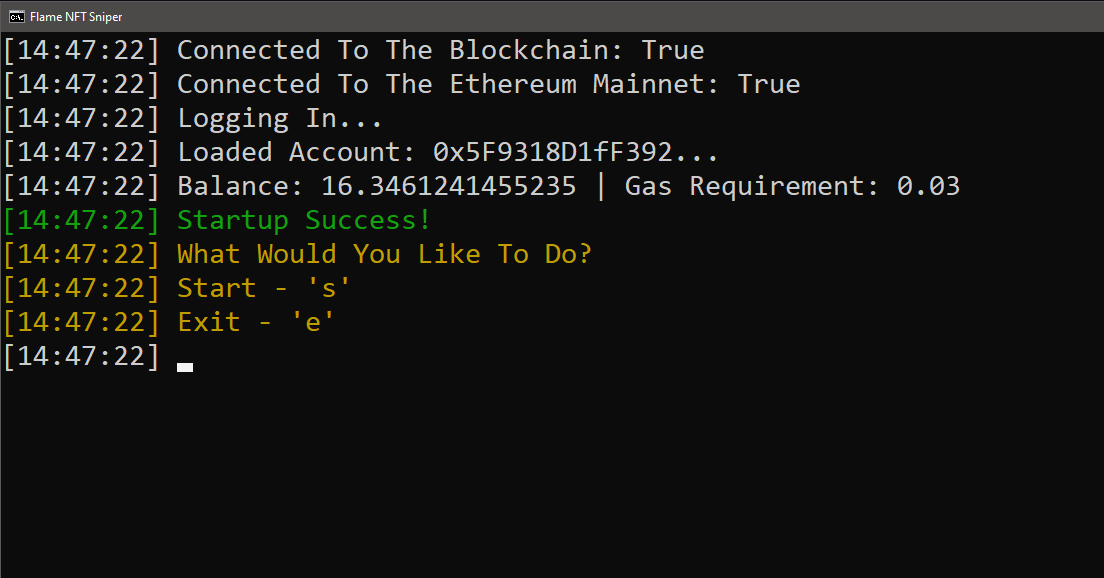 Flame NFT Sniper
[14:47:22] Connected To The Blockchain: True
[14:47:22] Connected To The Ethereum Mainnet: True
[14:47:22] Logging In...
[14:47:22] Loaded Account: 0x5F9318D1fF392...
[14:47:22] Balance: 16.3461241455235 | Gas Requirement: 0.03
[14:47:22] Startup Success!
[14:47:22] What Would You Like To Do?
[14:47:22] Start - 's'
[14:47:22] Exit - 'e'
[14:47:22]